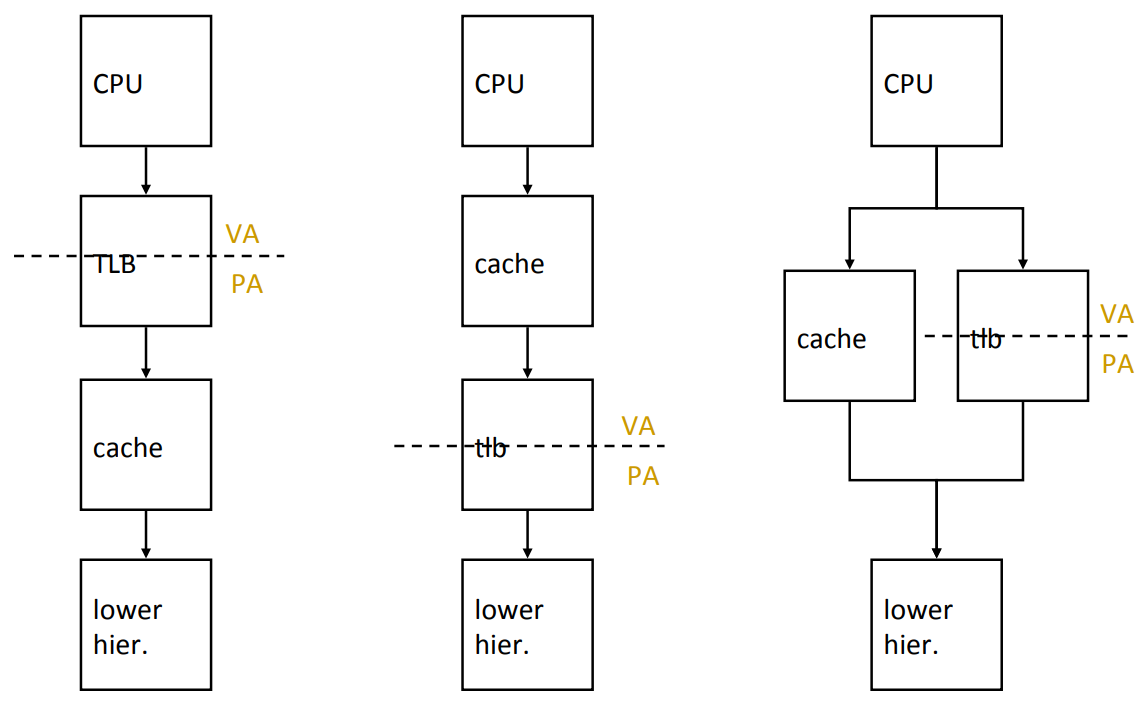 CPU
TLB
VA
PA
cache
lower
hier.
CPU
cache
tlb
VA
PA
lower
hier.
CPU
cache
tlb
VA
PA
lower
hier.